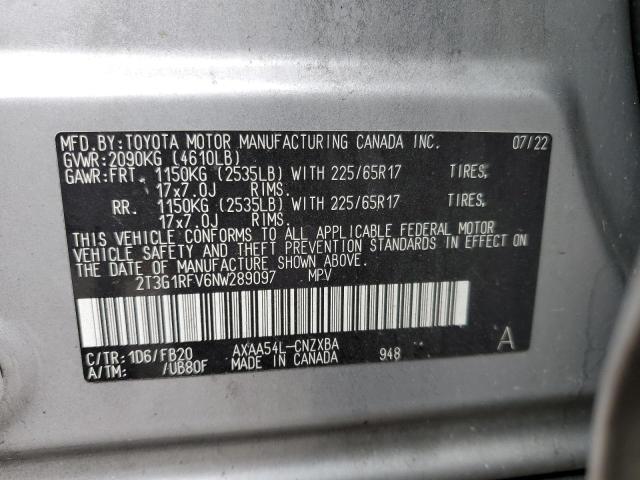 MFD.BY:TOYOTA MOTOR MANUFACTURING CANADA INC. 07/22
GVWR:2090KG (4610LB)
GAWR:FRT. 1150KG (2535LB) WITH 225/65R17 TIRES,
17x7.0J RIMS.
RR. 1150KG (2535LB) WITH 225/65R17 TIRES,
17x7.0J RIMS.
THIS VEHICLE CONFORMS TO ALL APPLICABLE FEDERAL MOTOR
VEHICLE SAFETY AND THEFT PREVENTION STANDARDS IN EFFECT ON
THE DATE OF MANUFACTURE SHOWN ABOVE.
2T3G1RFV6NW289097 MPV
C/TR:1D6/FB20 AXAA54L-CNZXBA 948 A
A/TM: /UB80F MADE IN CANADA